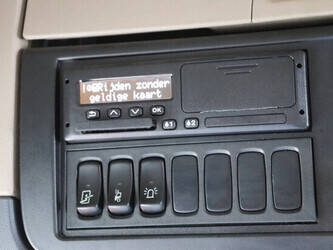 Rijden zonder
geldige kaart
OK
1 2